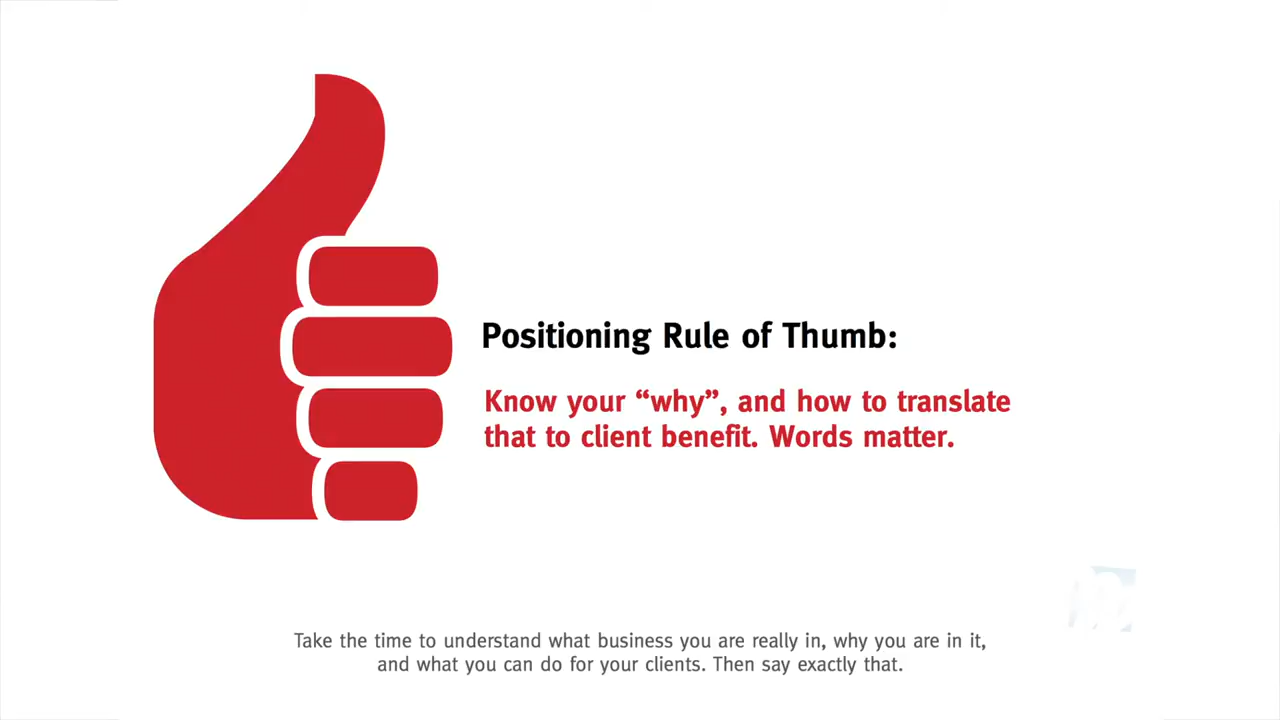 Positioning Rule of Thumb:
Know your “why”, and how to translate
that to client benefit. Words matter.
Take the time to understand what business you are really in, why you are in it,
and what you can do for your clients. Then say exactly that.